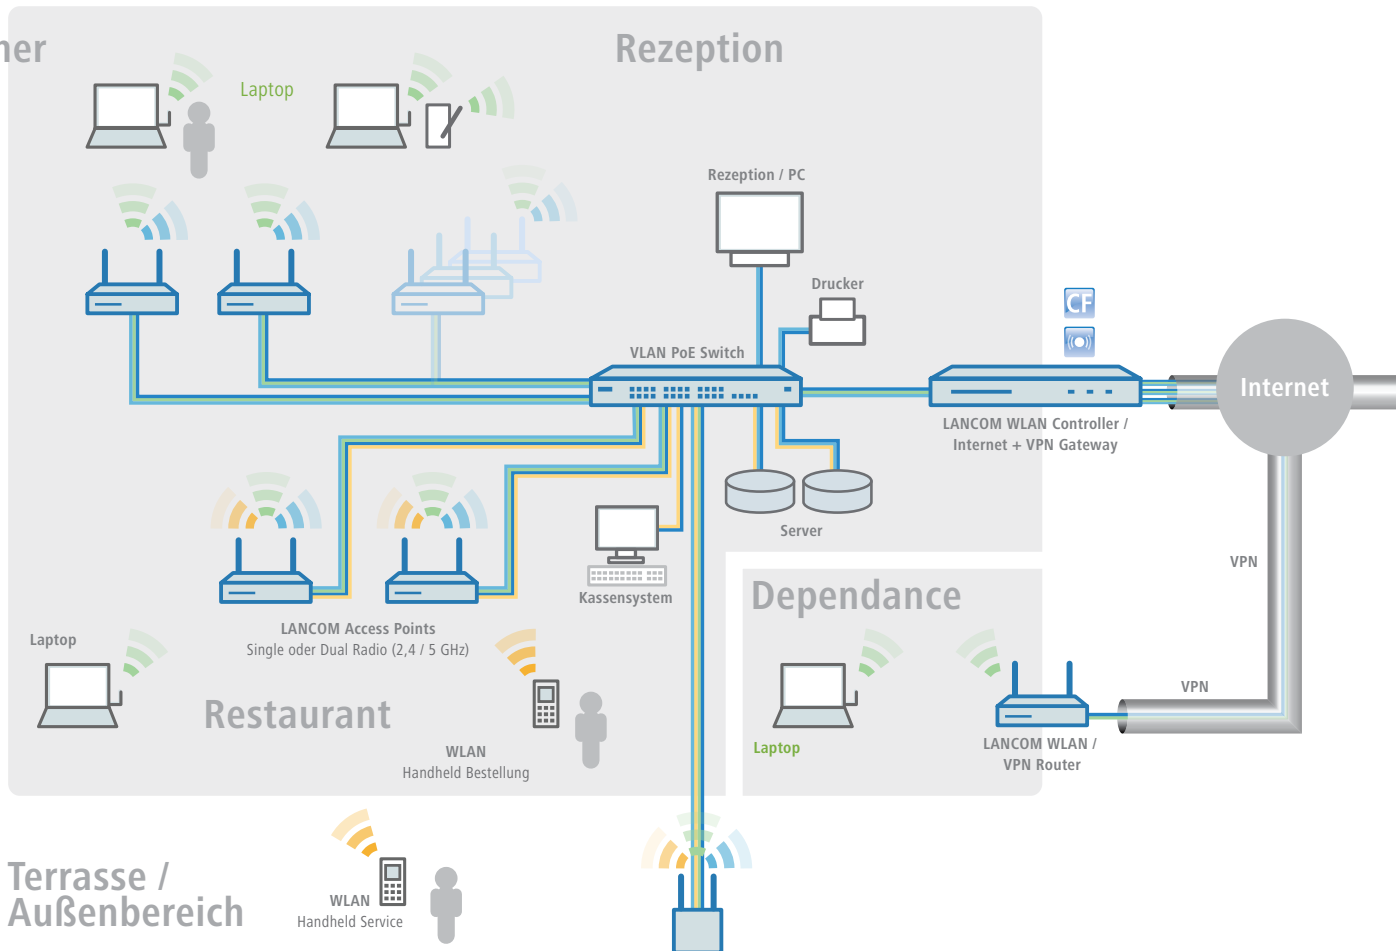 Rezeption
Laptop
Rezeption / PC
Drucker
CF
VLAN PoE Switch
Internet
LANCOM WLAN Controller /
Internet + VPN Gateway
Server
VPN
Kassensystem
Dependance
LANCOM Access Points
Single oder Dual Radio (2,4 / 5 GHz)
Laptop
VPN
Restaurant
WLAN
Handheld Bestellung
Laptop
LANCOM WLAN /
VPN Router
Terrasse /
Außenbereich
WLAN
Handheld Service